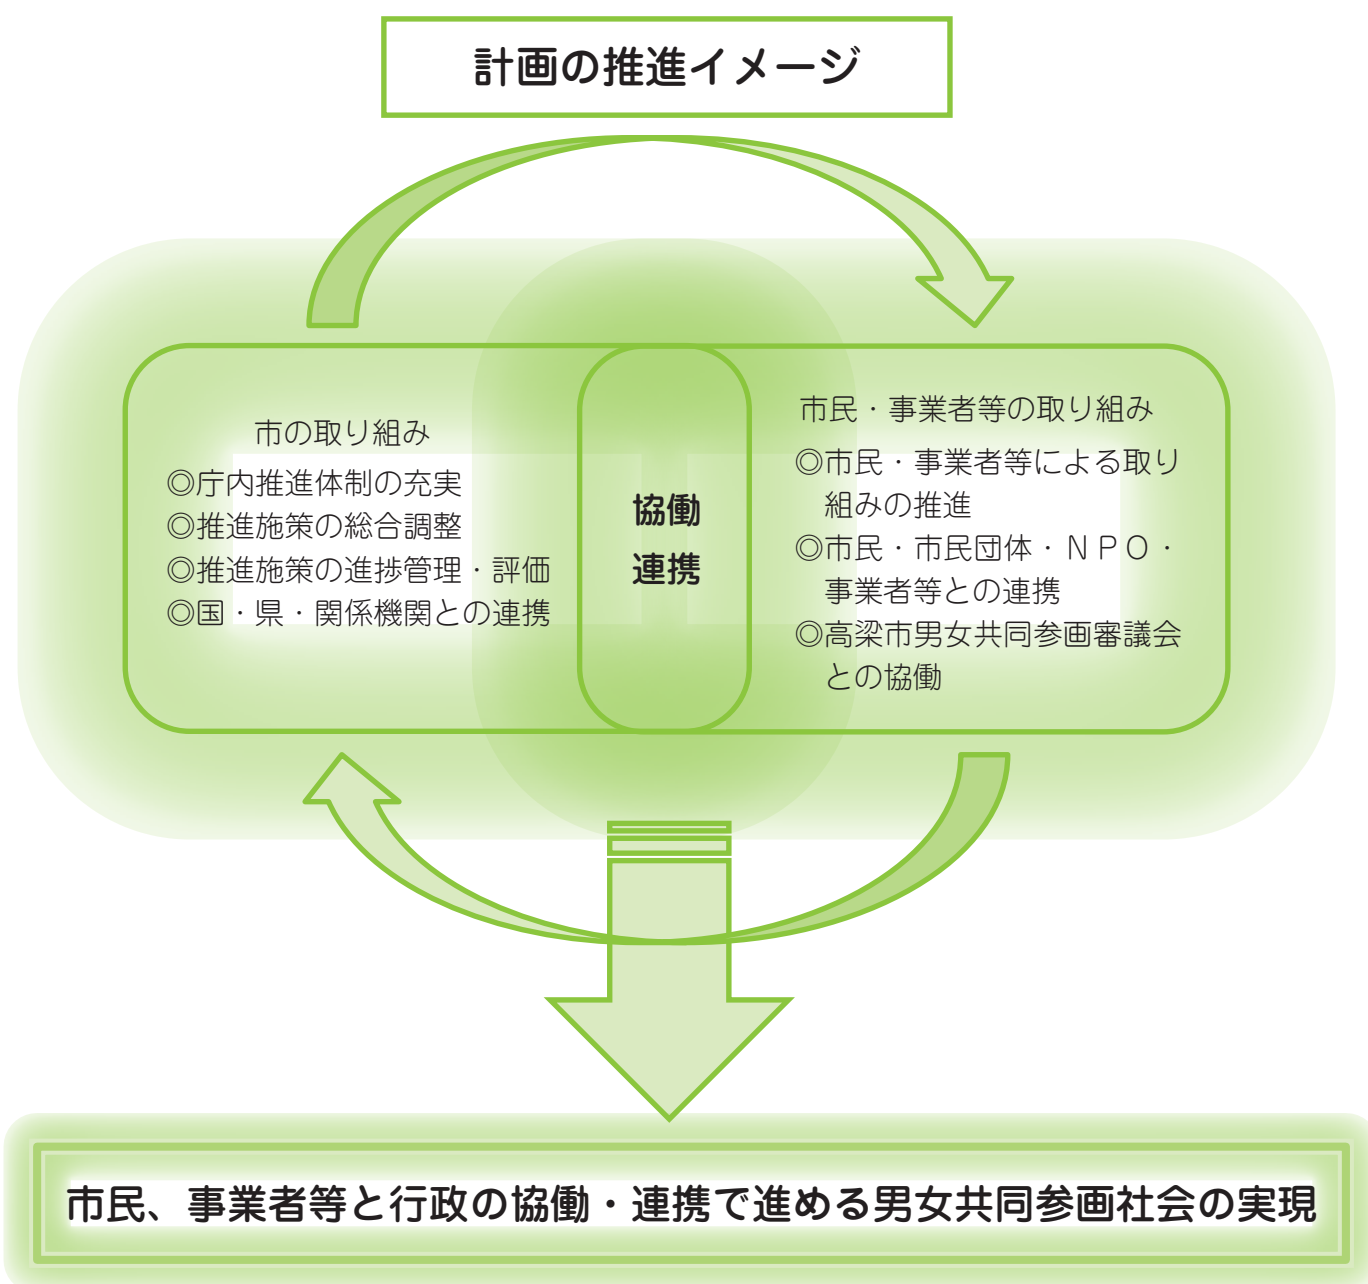 計画の推進イメージ
市の取り組み
◎庁内推進体制の充実
◎推進施策の総合調整
◎推進施策の進捗管理・評価
◎国・県・関係機関との連携
協働
連携
市民・事業者等の取り組み
◎市民・事業者等による取り
組みの推進
◎市民・市民団体・ＮＰＯ・
事業者等との連携
◎高梁市男女共同参画審議会
との協働
市民、事業者等と行政の協働・連携で進める男女共同参画社会の実現